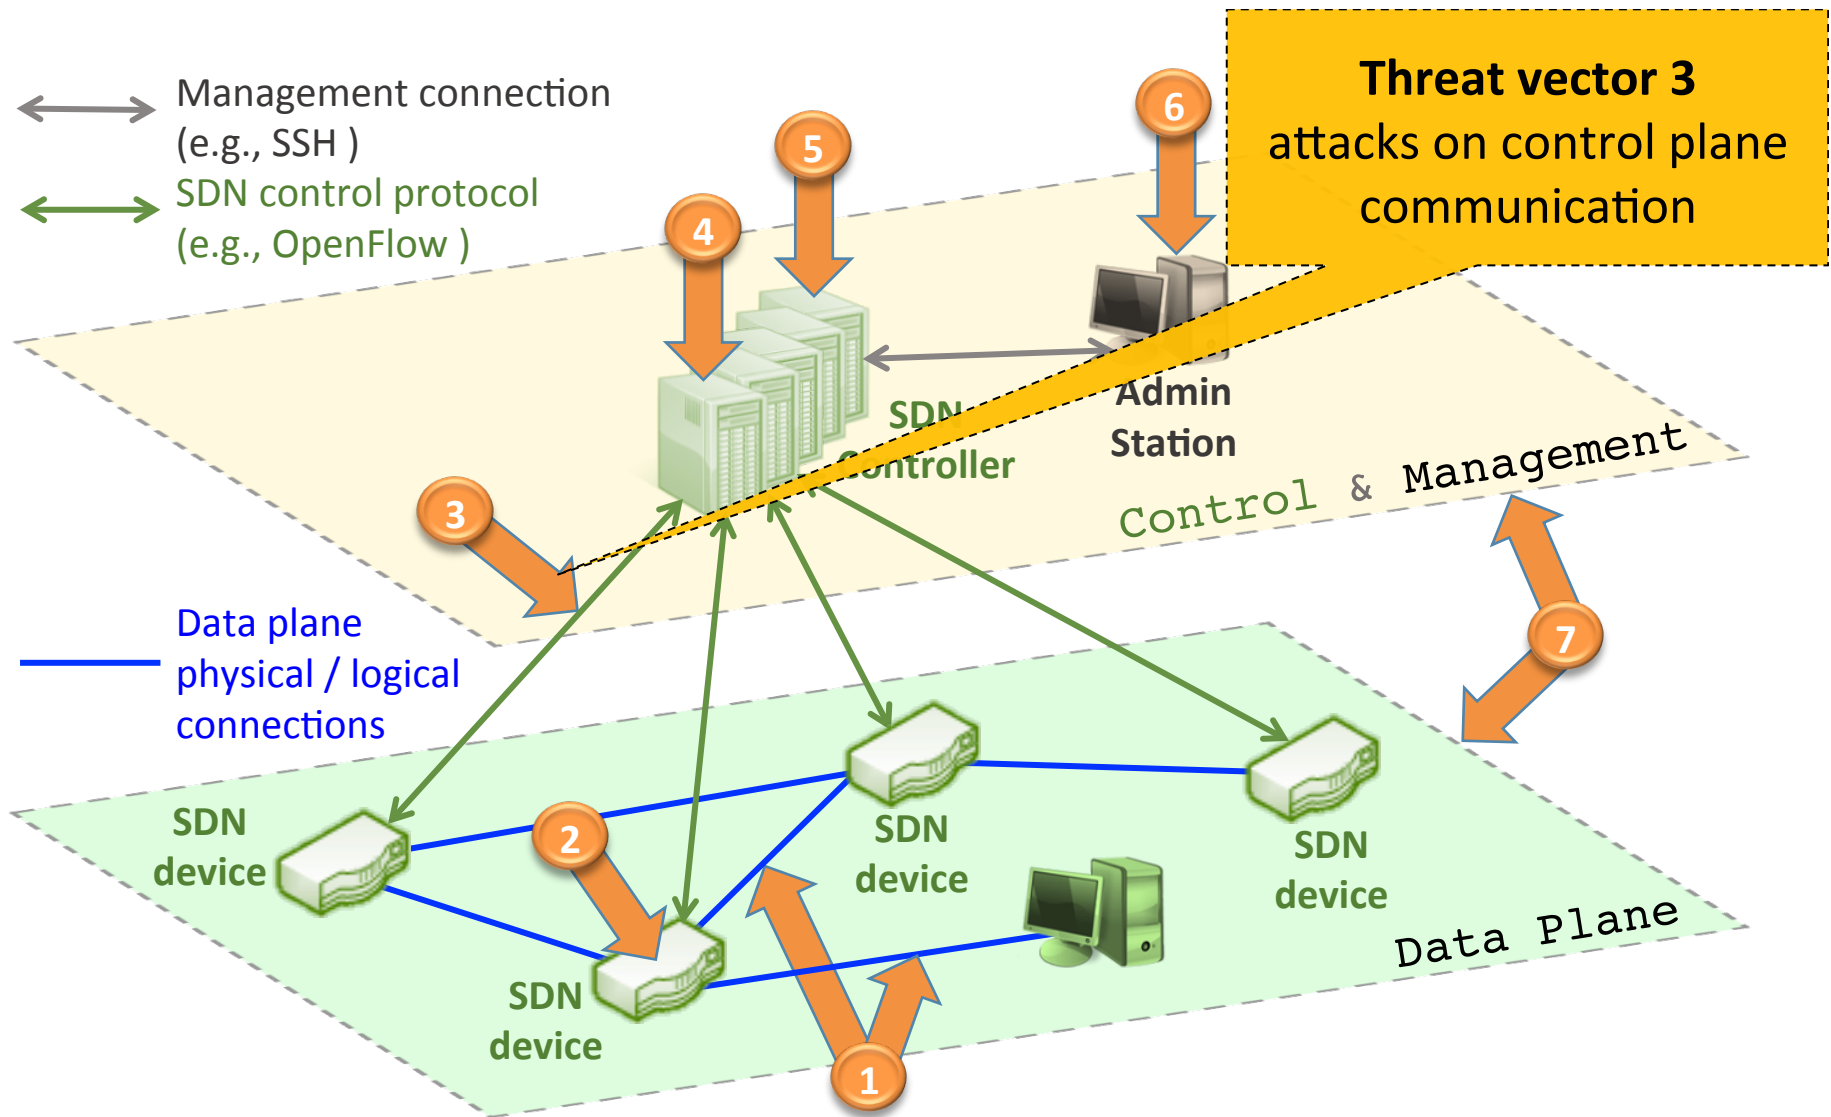 Management connection
(e.g., SSH )
SDN control protocol
(e.g., OpenFlow )
Threat vector 3
attacks on control plane
communication
6
5
4
Admin
Station
SDN
Controller
Control & Management
3
7
Data plane
physical / logical
connections
SDN
device
2
SDN
device
SDN
device
SDN
device
Data Plane
1